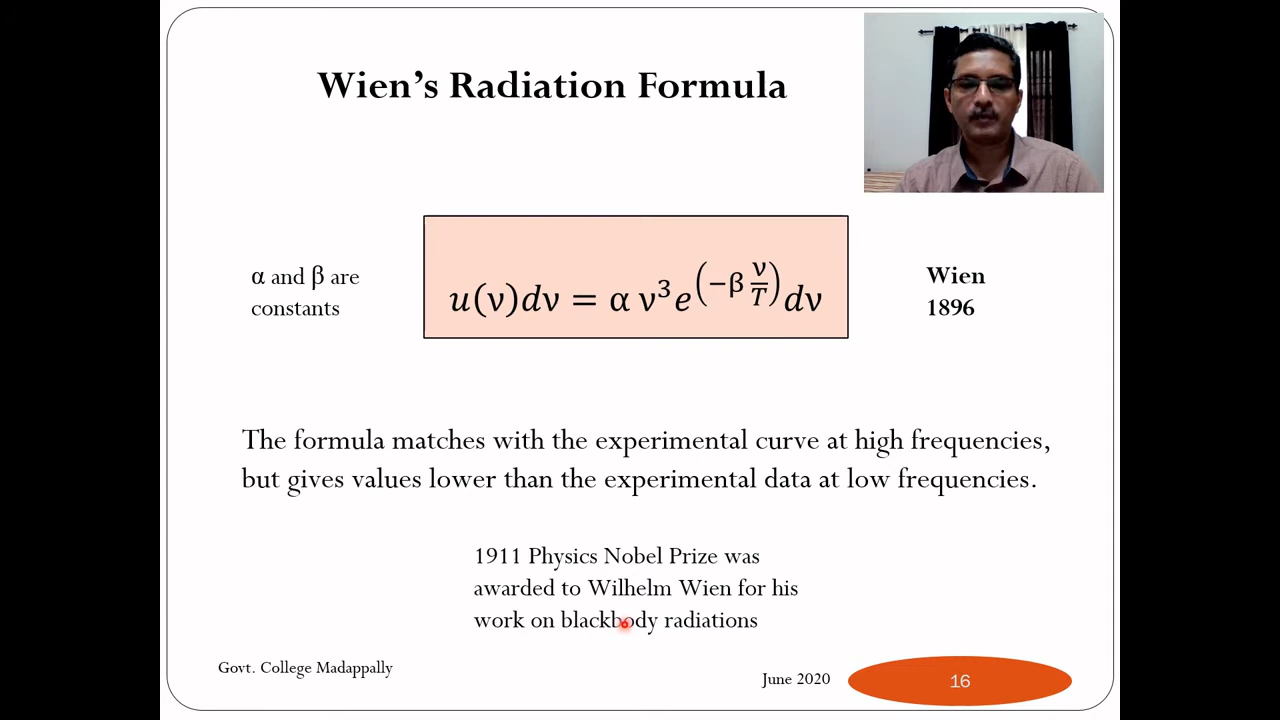 Wien's Radiation Formula
α and β are
constants
u(ν)dν = α ν³e^(−β ν/T)dν
Wien
1896
The formula matches with the experimental curve at high frequencies,
but gives values lower than the experimental data at low frequencies.
1911 Physics Nobel Prize was
awarded to Wilhelm Wien for his
work on blackbody radiations
Govt. College Madappally
June 2020
16